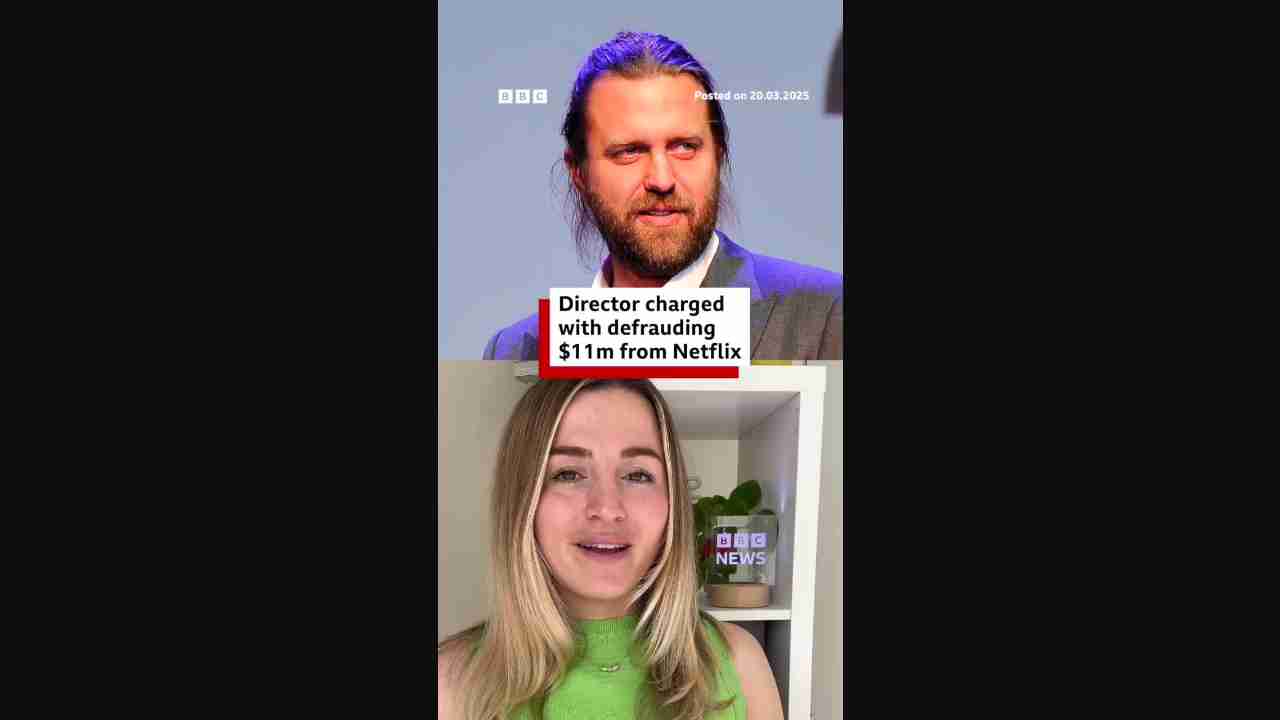 BBC
Posted on 20.03.2025
Director charged
with defrauding
$11m from Netflix
BBC
NEWS